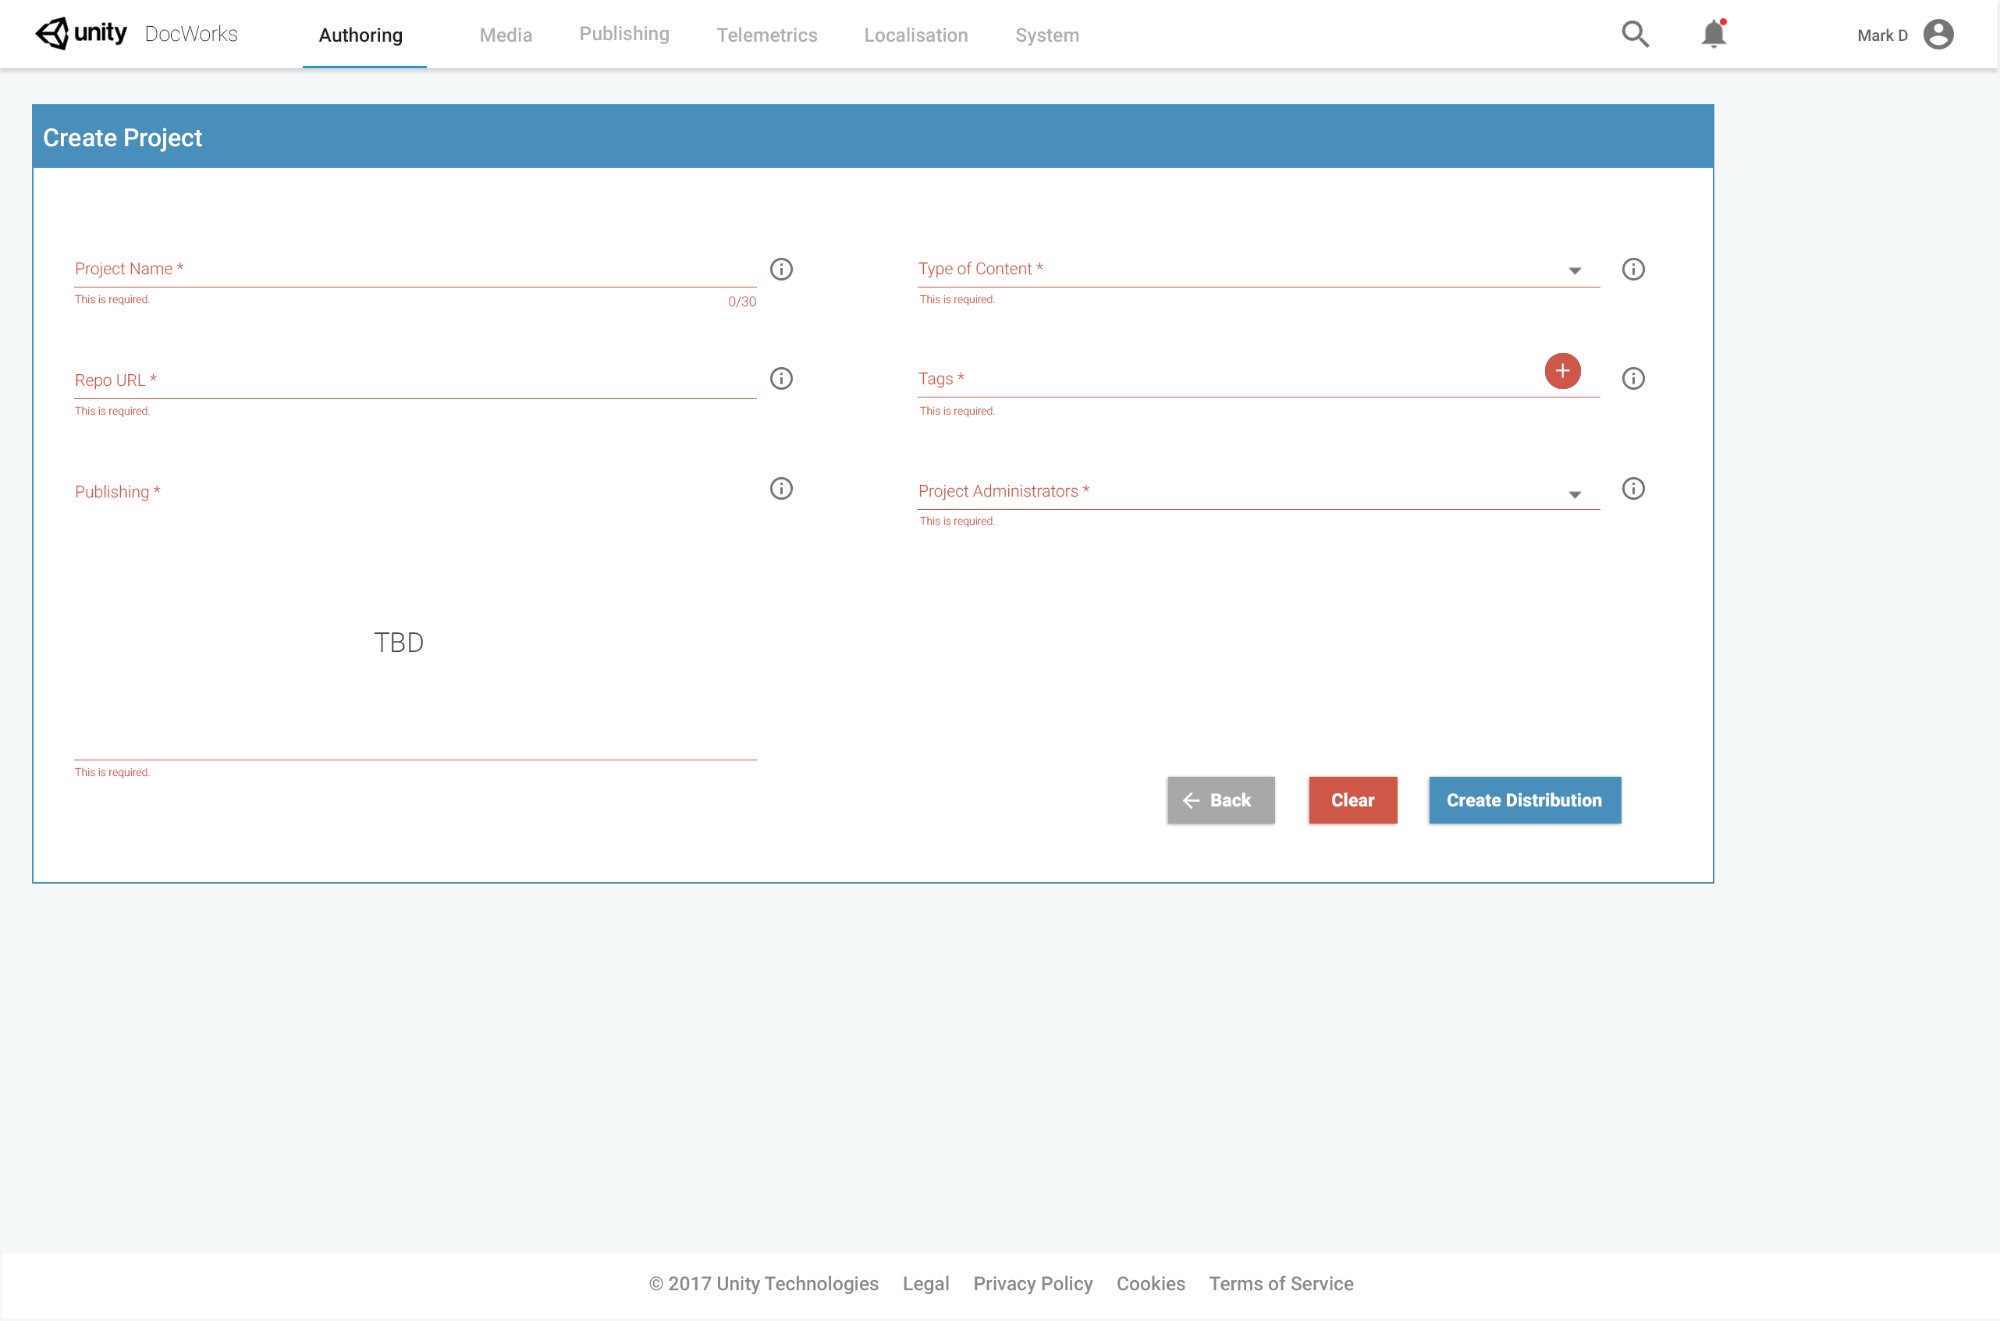 unity DocWorks Authoring Media Publishing Telemetrics Localisation System Mark D
Create Project
Project Name *
This is required.
0/30
Type of Content *
This is required.
Repo URL *
This is required.
Tags *
This is required.
Publishing *
TBD
This is required.
Project Administrators *
This is required.
Back
Clear
Create Distribution
© 2017 Unity Technologies Legal Privacy Policy Cookies Terms of Service